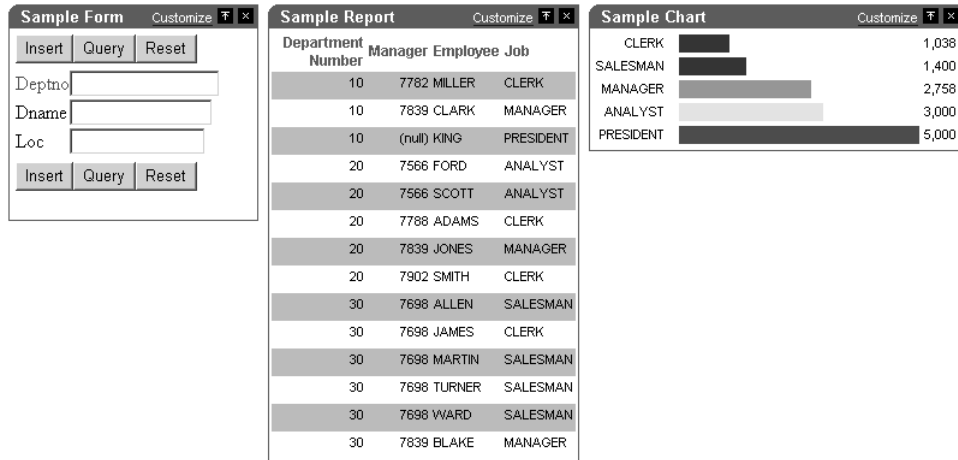 Sample Form Customize
Insert Query Reset
Deptno
Dname
Loc
Insert Query Reset
Sample Report Customize
Department Number Manager Employee Job
10 7782 MILLER CLERK
10 7839 CLARK MANAGER
10 (null) KING PRESIDENT
20 7566 FORD ANALYST
20 7566 SCOTT ANALYST
20 7788 ADAMS CLERK
20 7839 JONES MANAGER
20 7902 SMITH CLERK
30 7698 ALLEN SALESMAN
30 7698 JAMES CLERK
30 7698 MARTIN SALESMAN
30 7698 TURNER SALESMAN
30 7698 WARD SALESMAN
30 7839 BLAKE MANAGER
Sample Chart Customize
CLERK 1,038
SALESMAN 1,400
MANAGER 2,758
ANALYST 3,000
PRESIDENT 5,000